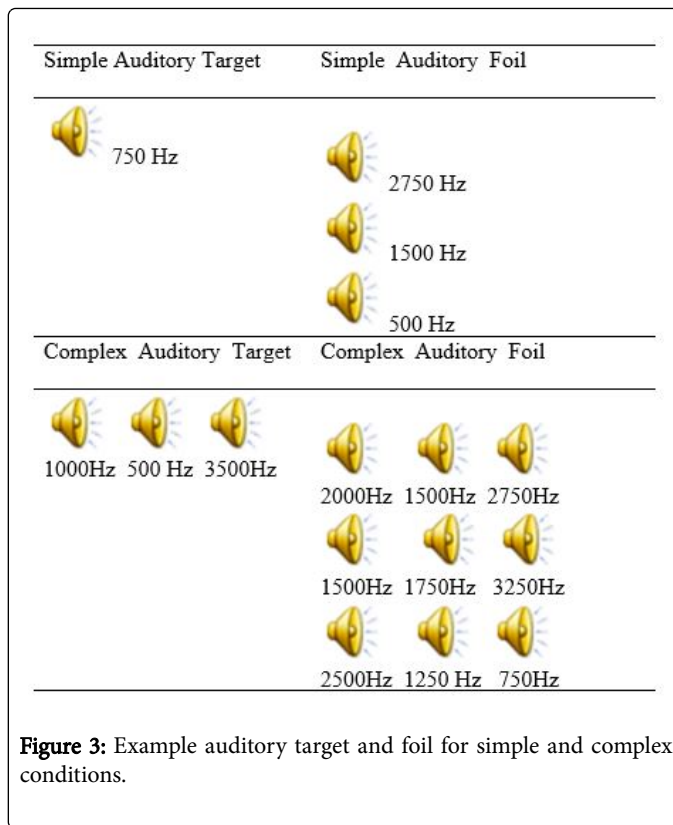 Simple Auditory Target Simple Auditory Foil
750 Hz
2750 Hz
1500 Hz
500 Hz
Complex Auditory Target Complex Auditory Foil
1000Hz 500 Hz 3500Hz
2000Hz 1500Hz 2750Hz
1500Hz 1750Hz 3250Hz
2500Hz 1250 Hz 750Hz
Figure 3: Example auditory target and foil for simple and complex
conditions.